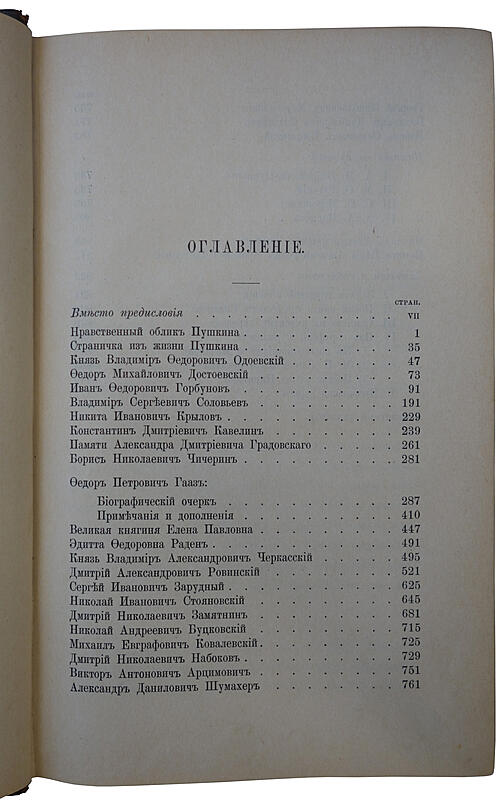 ОГЛАВЛЕНІЕ.
СТРАН.
Вмѣсто предисловія . . . . . . . . . . . . . VII
Нравственный обликъ Пушкина . . . . . . . . . . 1
Страничка изъ жизни Пушкина . . . . . . . . . . 35
Князь Владиміръ Ѳедоровичъ Одоевскій . . . . . . . 47
Ѳедоръ Михайловичъ Достоевскій . . . . . . . . . 73
Иванъ Ѳедоровичъ Горбуновъ . . . . . . . . . . 91
Владиміръ Сергѣевичъ Соловьевъ . . . . . . . . . 191
Никита Ивановичъ Крыловъ . . . . . . . . . . . 229
Константинъ Дмитріевичъ Кавелинъ . . . . . . . . 239
Памяти Александра Дмитріевича Градовскаго . . . . . 261
Борисъ Николаевичъ Чичеринъ . . . . . . . . . . 281
Ѳедоръ Петровичъ Гаазъ:
Біографическій очеркъ . . . . . . . . . . 287
Примѣчанія и дополненія . . . . . . . . . 410
Великая княгиня Елена Павловна . . . . . . . . . 447
Эдитта Ѳедоровна Раденъ . . . . . . . . . . . 491
Князь Владиміръ Александровичъ Черкасскій . . . . . 495
Дмитрій Александровичъ Ровинскій . . . . . . . . 521
Сергѣй Ивановичъ Зарудный . . . . . . . . . . . 625
Николай Ивановичъ Стояновскій . . . . . . . . . 645
Дмитрій Николаевичъ Замятнинъ . . . . . . . . . 681
Николай Андреевичъ Буцковскій . . . . . . . . . 715
Михаилъ Евграфовичъ Ковалевскій . . . . . . . . . 725
Дмитрій Николаевичъ Набоковъ . . . . . . . . . . 729
Викторъ Антоновичъ Арцимовичъ . . . . . . . . . 751
Александръ Даниловичъ Шумахеръ . . . . . . . . . 761